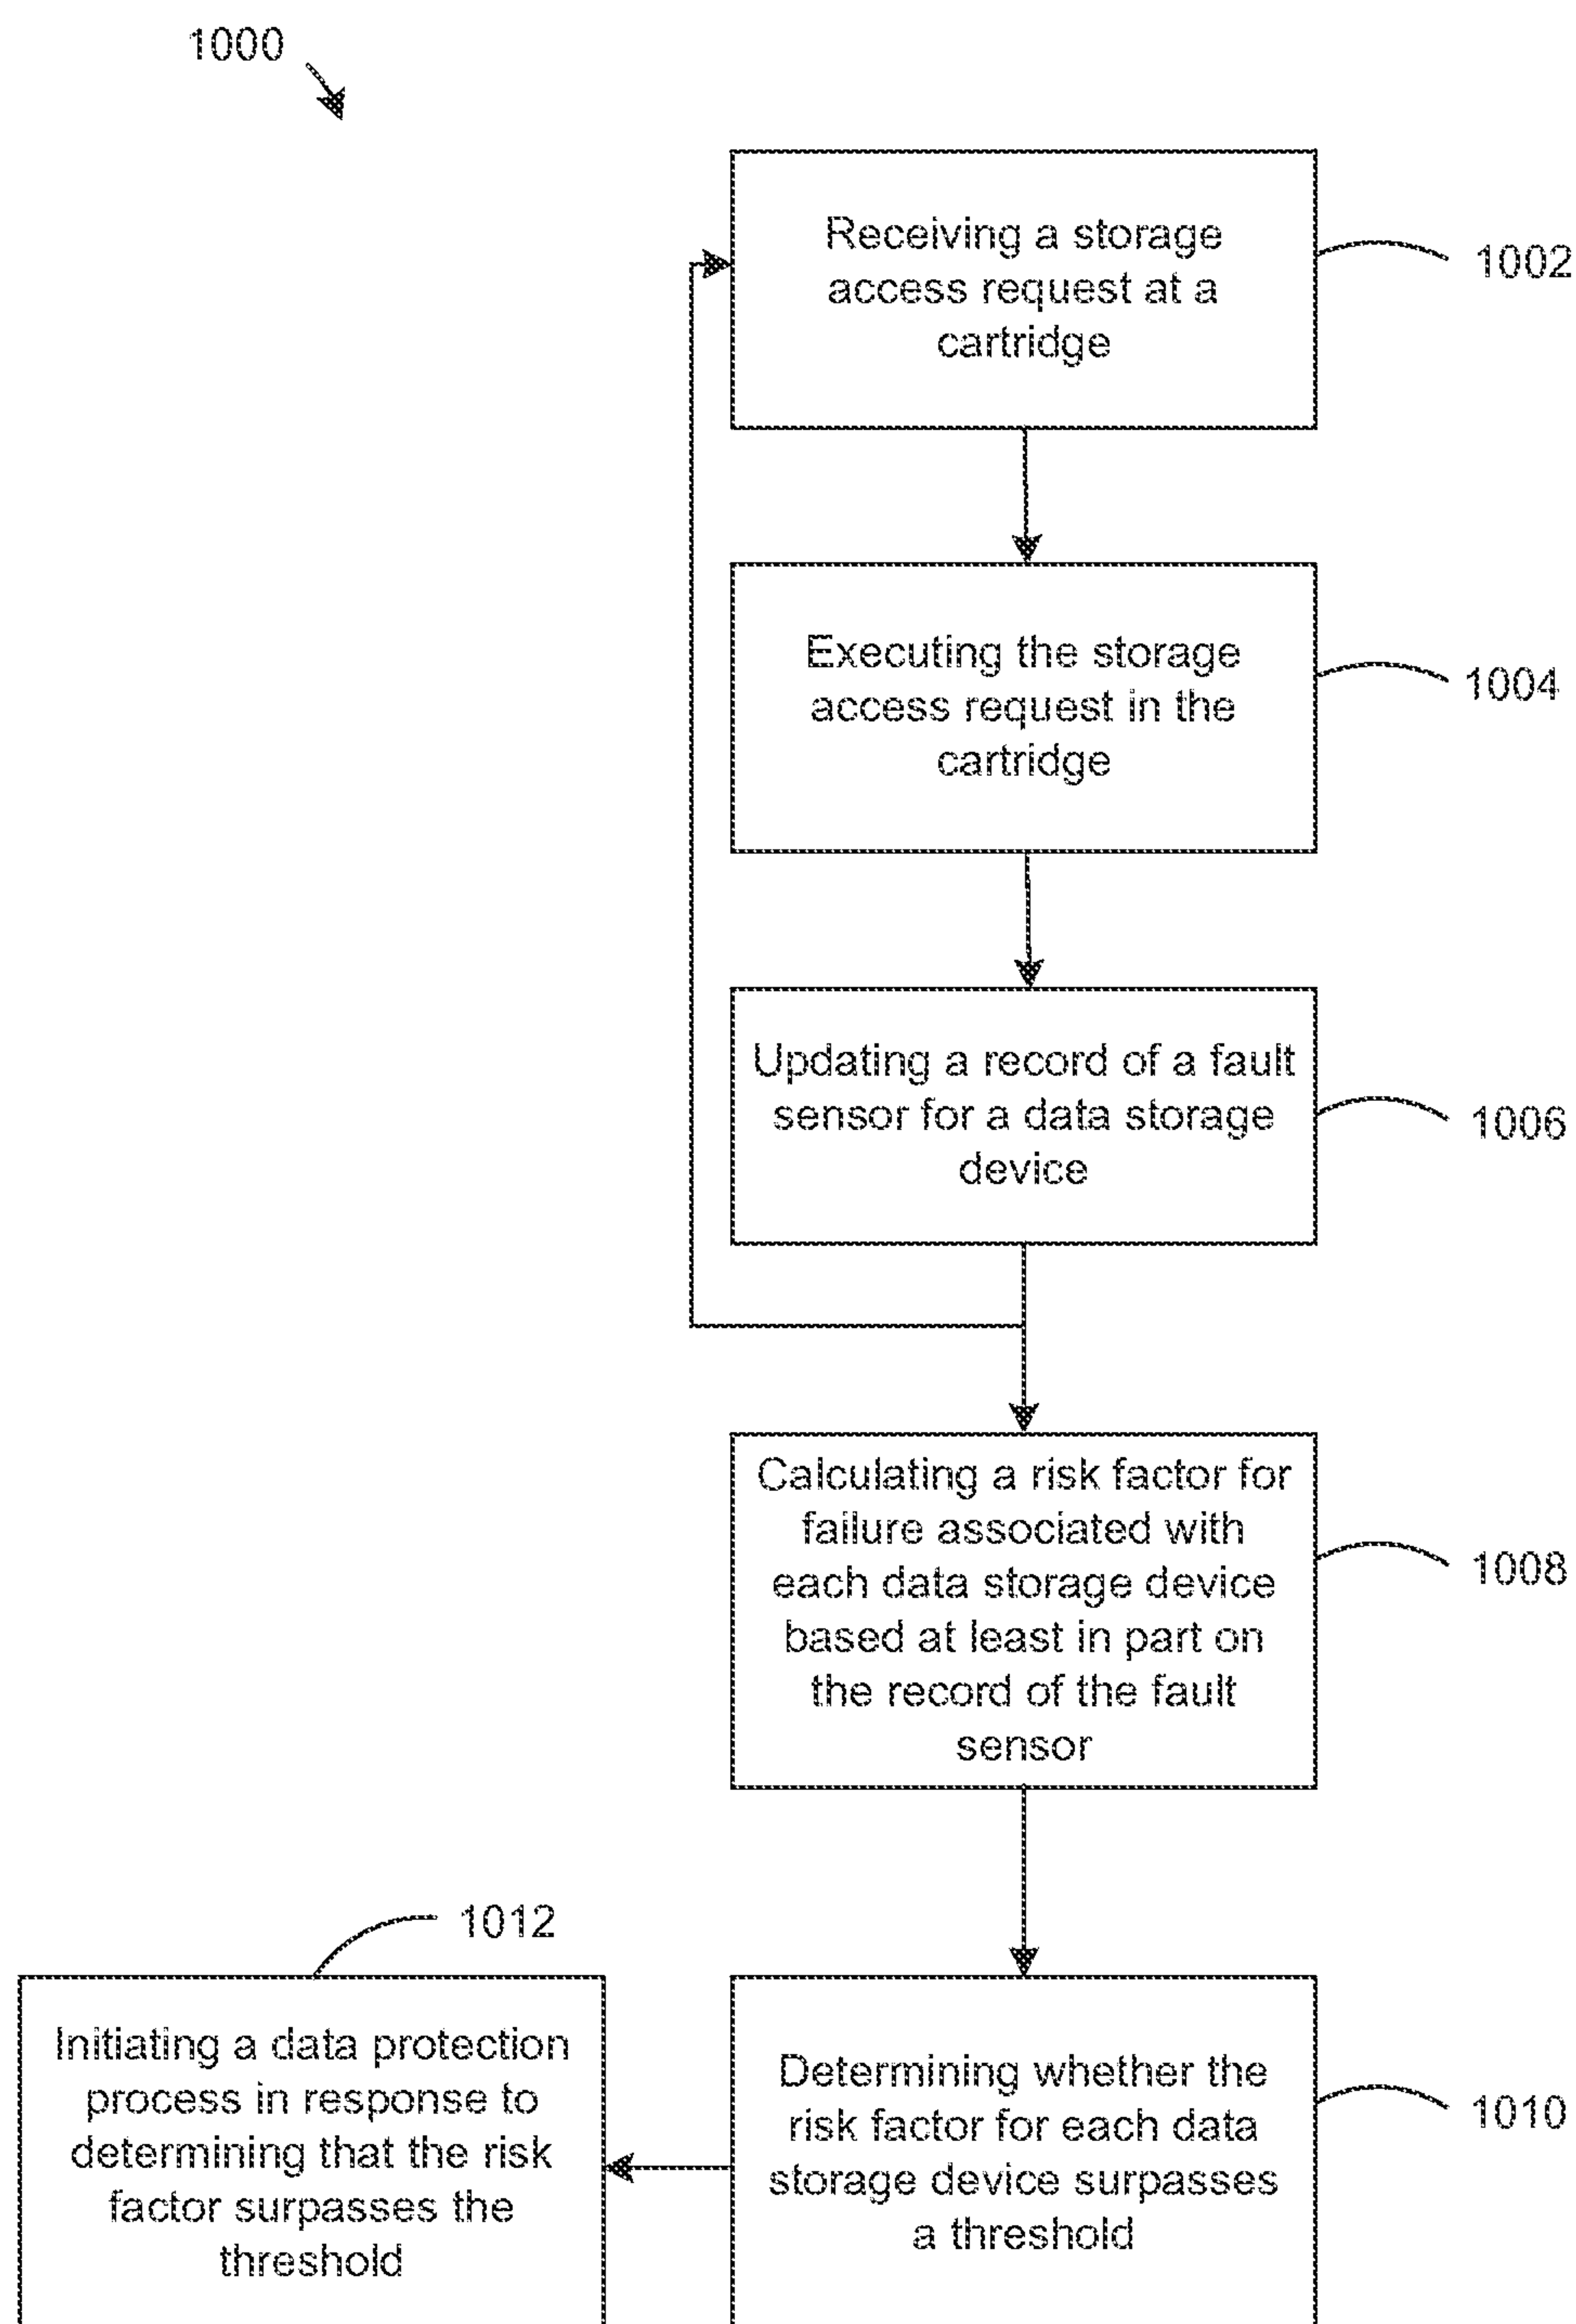 1000
Receiving a storage
access request at a
cartridge
1002
Executing the storage
access request in the
cartridge
1004
Updating a record of a fault
sensor for a data storage
device
1006
Calculating a risk factor for
failure associated with
each data storage device
based at least in part on
the record of the fault
sensor
1008
Determining whether the
risk factor for each data
storage device surpasses
a threshold
1010
1012
Initiating a data protection
process in response to
determining that the risk
factor surpasses the
threshold